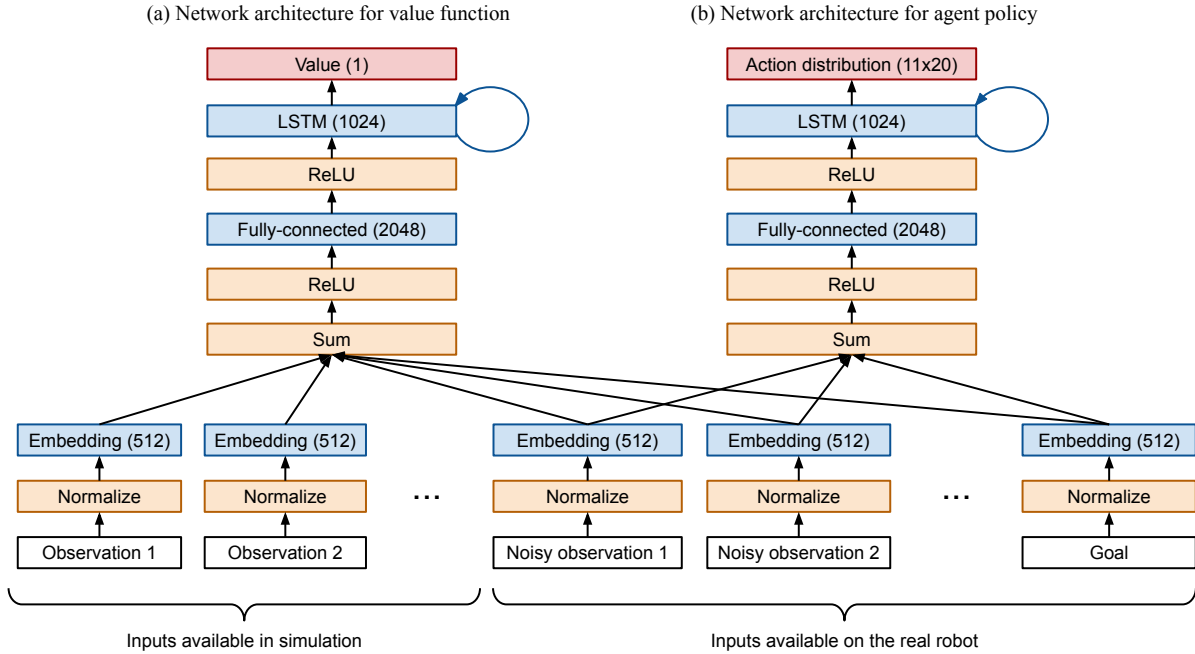 (a) Network architecture for value function
(b) Network architecture for agent policy
Value (1)
Action distribution (11x20)
LSTM (1024)
LSTM (1024)
ReLU
ReLU
Fully-connected (2048)
Fully-connected (2048)
ReLU
ReLU
Sum
Sum
Embedding (512)
Embedding (512)
Embedding (512)
Embedding (512)
Embedding (512)
Normalize
Normalize
...
Normalize
Normalize
...
Normalize
Observation 1
Observation 2
Noisy observation 1
Noisy observation 2
Goal
Inputs available in simulation
Inputs available on the real robot